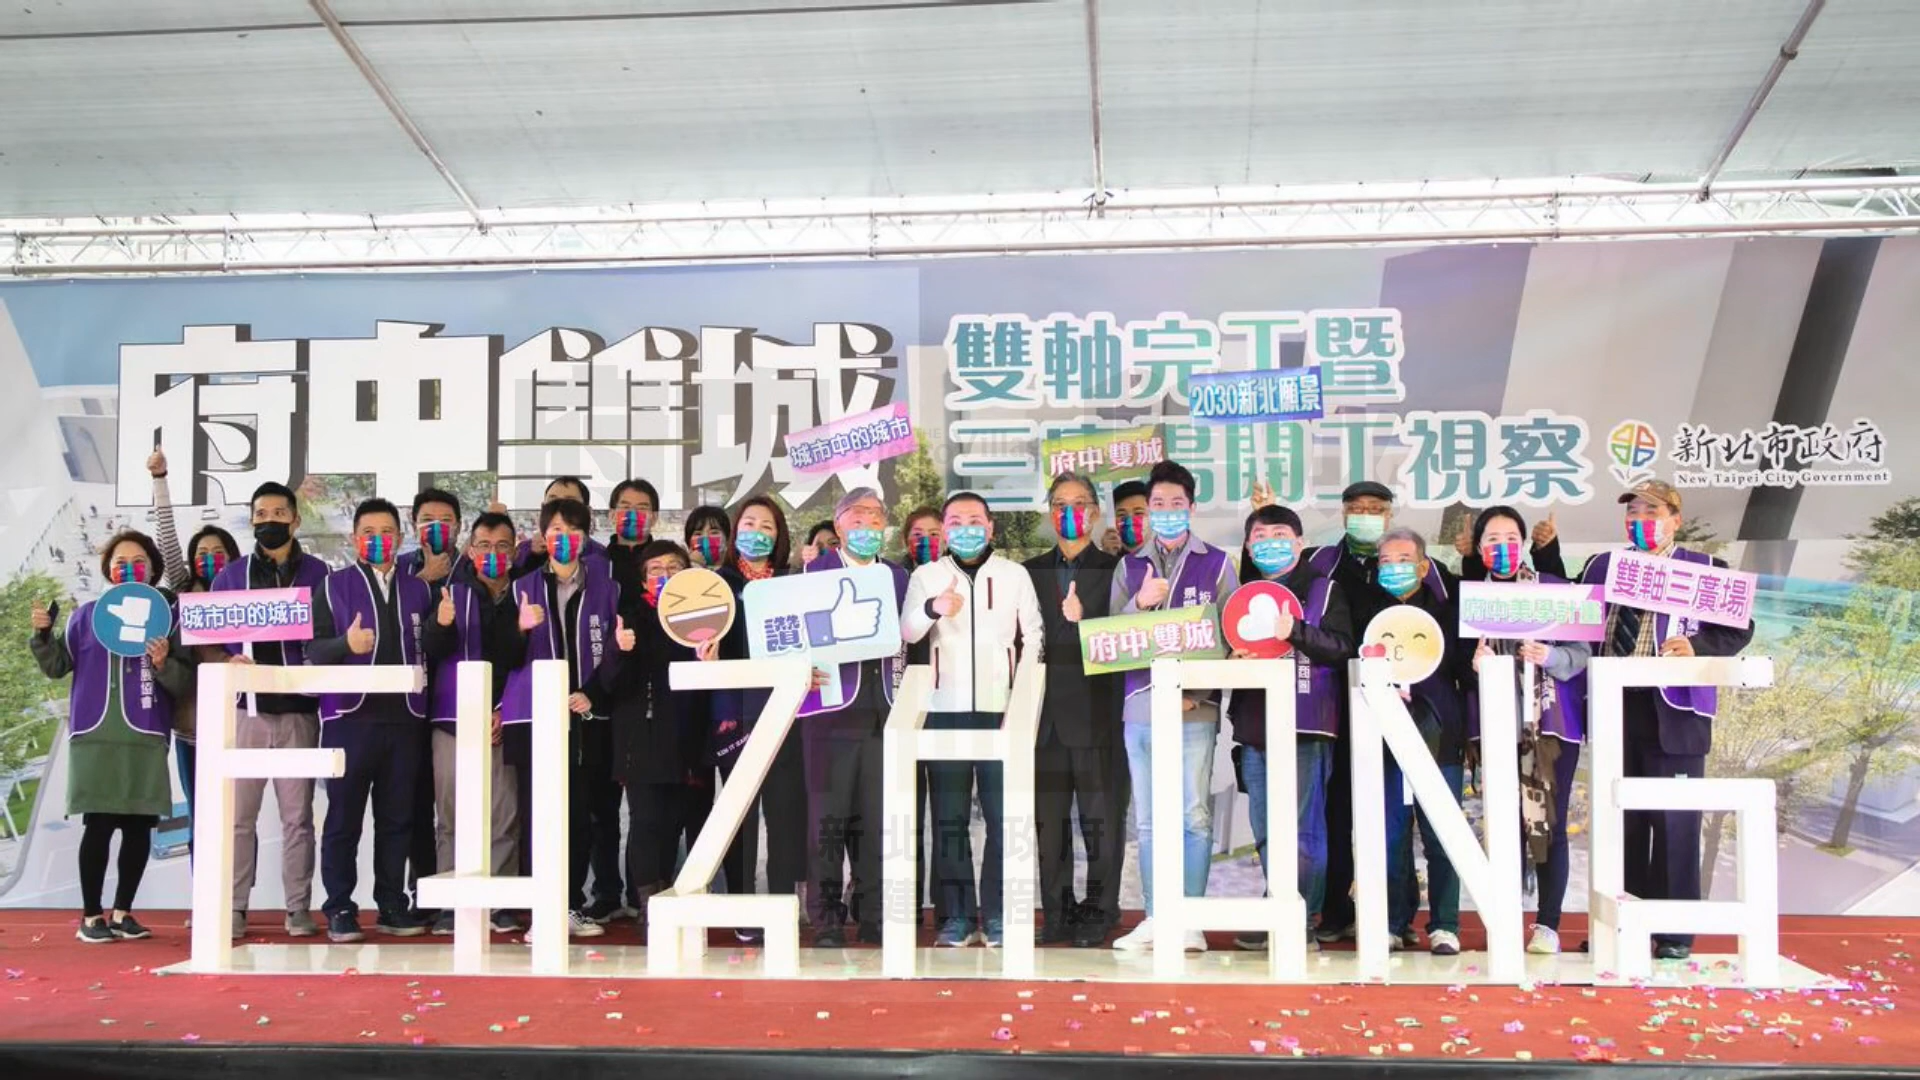 府中雙城
雙軸完工暨
三廣場開工視察
新北市政府
New Taipei City Government
2030新北願景
城市中的城市
府中雙城
城市中的城市
讚
府中雙城
府中美學計畫
雙軸三廣場
FUZHONG
新北市政府
新建工程處